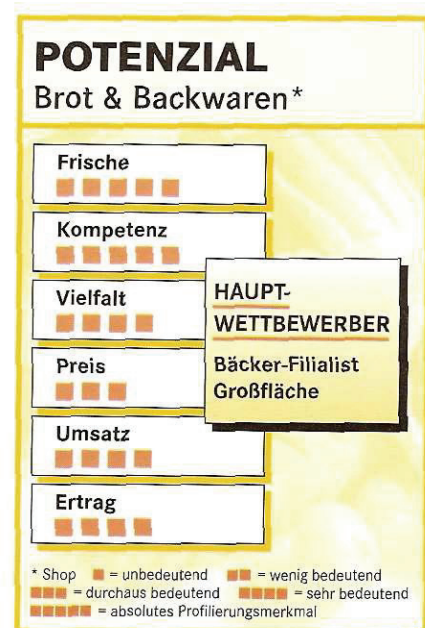 POTENZIAL
Brot & Backwaren*
Frische
Kompetenz
Vielfalt
Preis
Umsatz
Ertrag
HAUPT-
WETTBEWERBER
Bäcker-Filialist
Großfläche
* Shop = unbedeutend = wenig bedeutend
= durchaus bedeutend = sehr bedeutend
= absolutes Profilierungsmerkmal